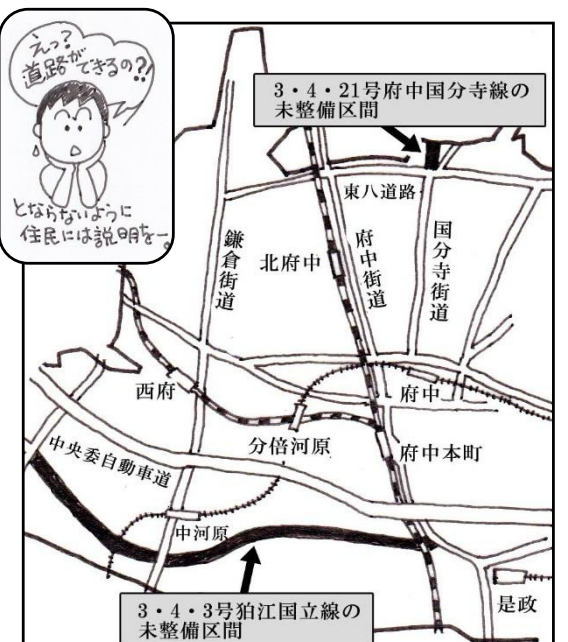 えっ?
道路が
できるの?!
とならないように
住民には説明を―。
3・4・21号府中国分寺線の
未整備区間
東八道路
鎌倉街道
北府中
府中街道
国分寺街道
西府
府中
分倍河原
府中本町
中央委自動車道
中河原
是政
3・4・3号狛江国立線の
未整備区間